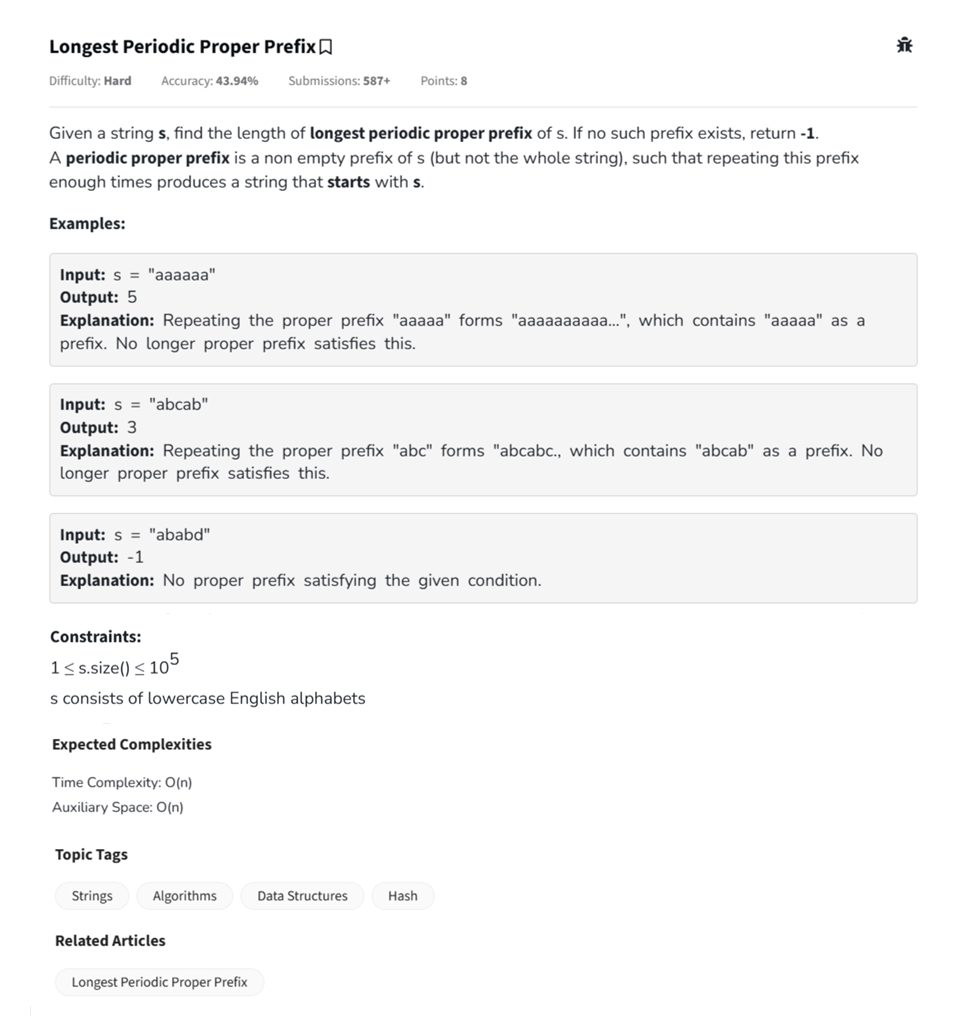 Longest Periodic Proper Prefix
Difficulty: Hard Accuracy: 43.94% Submissions: 587+ Points: 8
Given a string s, find the length of longest periodic proper prefix of s. If no such prefix exists, return -1.
A periodic proper prefix is a non empty prefix of s (but not the whole string), such that repeating this prefix
enough times produces a string that starts with s.
Examples:
Input: s = "aaaaaa"
Output: 5
Explanation: Repeating the proper prefix "aaaaa" forms "aaaaaaaaaa...", which contains "aaaaa" as a
prefix. No longer proper prefix satisfies this.
Input: s = "abcab"
Output: 3
Explanation: Repeating the proper prefix "abc" forms "abcabc., which contains "abcab" as a prefix. No
longer proper prefix satisfies this.
Input: s = "ababd"
Output: -1
Explanation: No proper prefix satisfying the given condition.
Constraints:
1 ≤ s.size() ≤ 10^5
s consists of lowercase English alphabets
Expected Complexities
Time Complexity: O(n)
Auxiliary Space: O(n)
Topic Tags
Strings Algorithms Data Structures Hash
Related Articles
Longest Periodic Proper Prefix